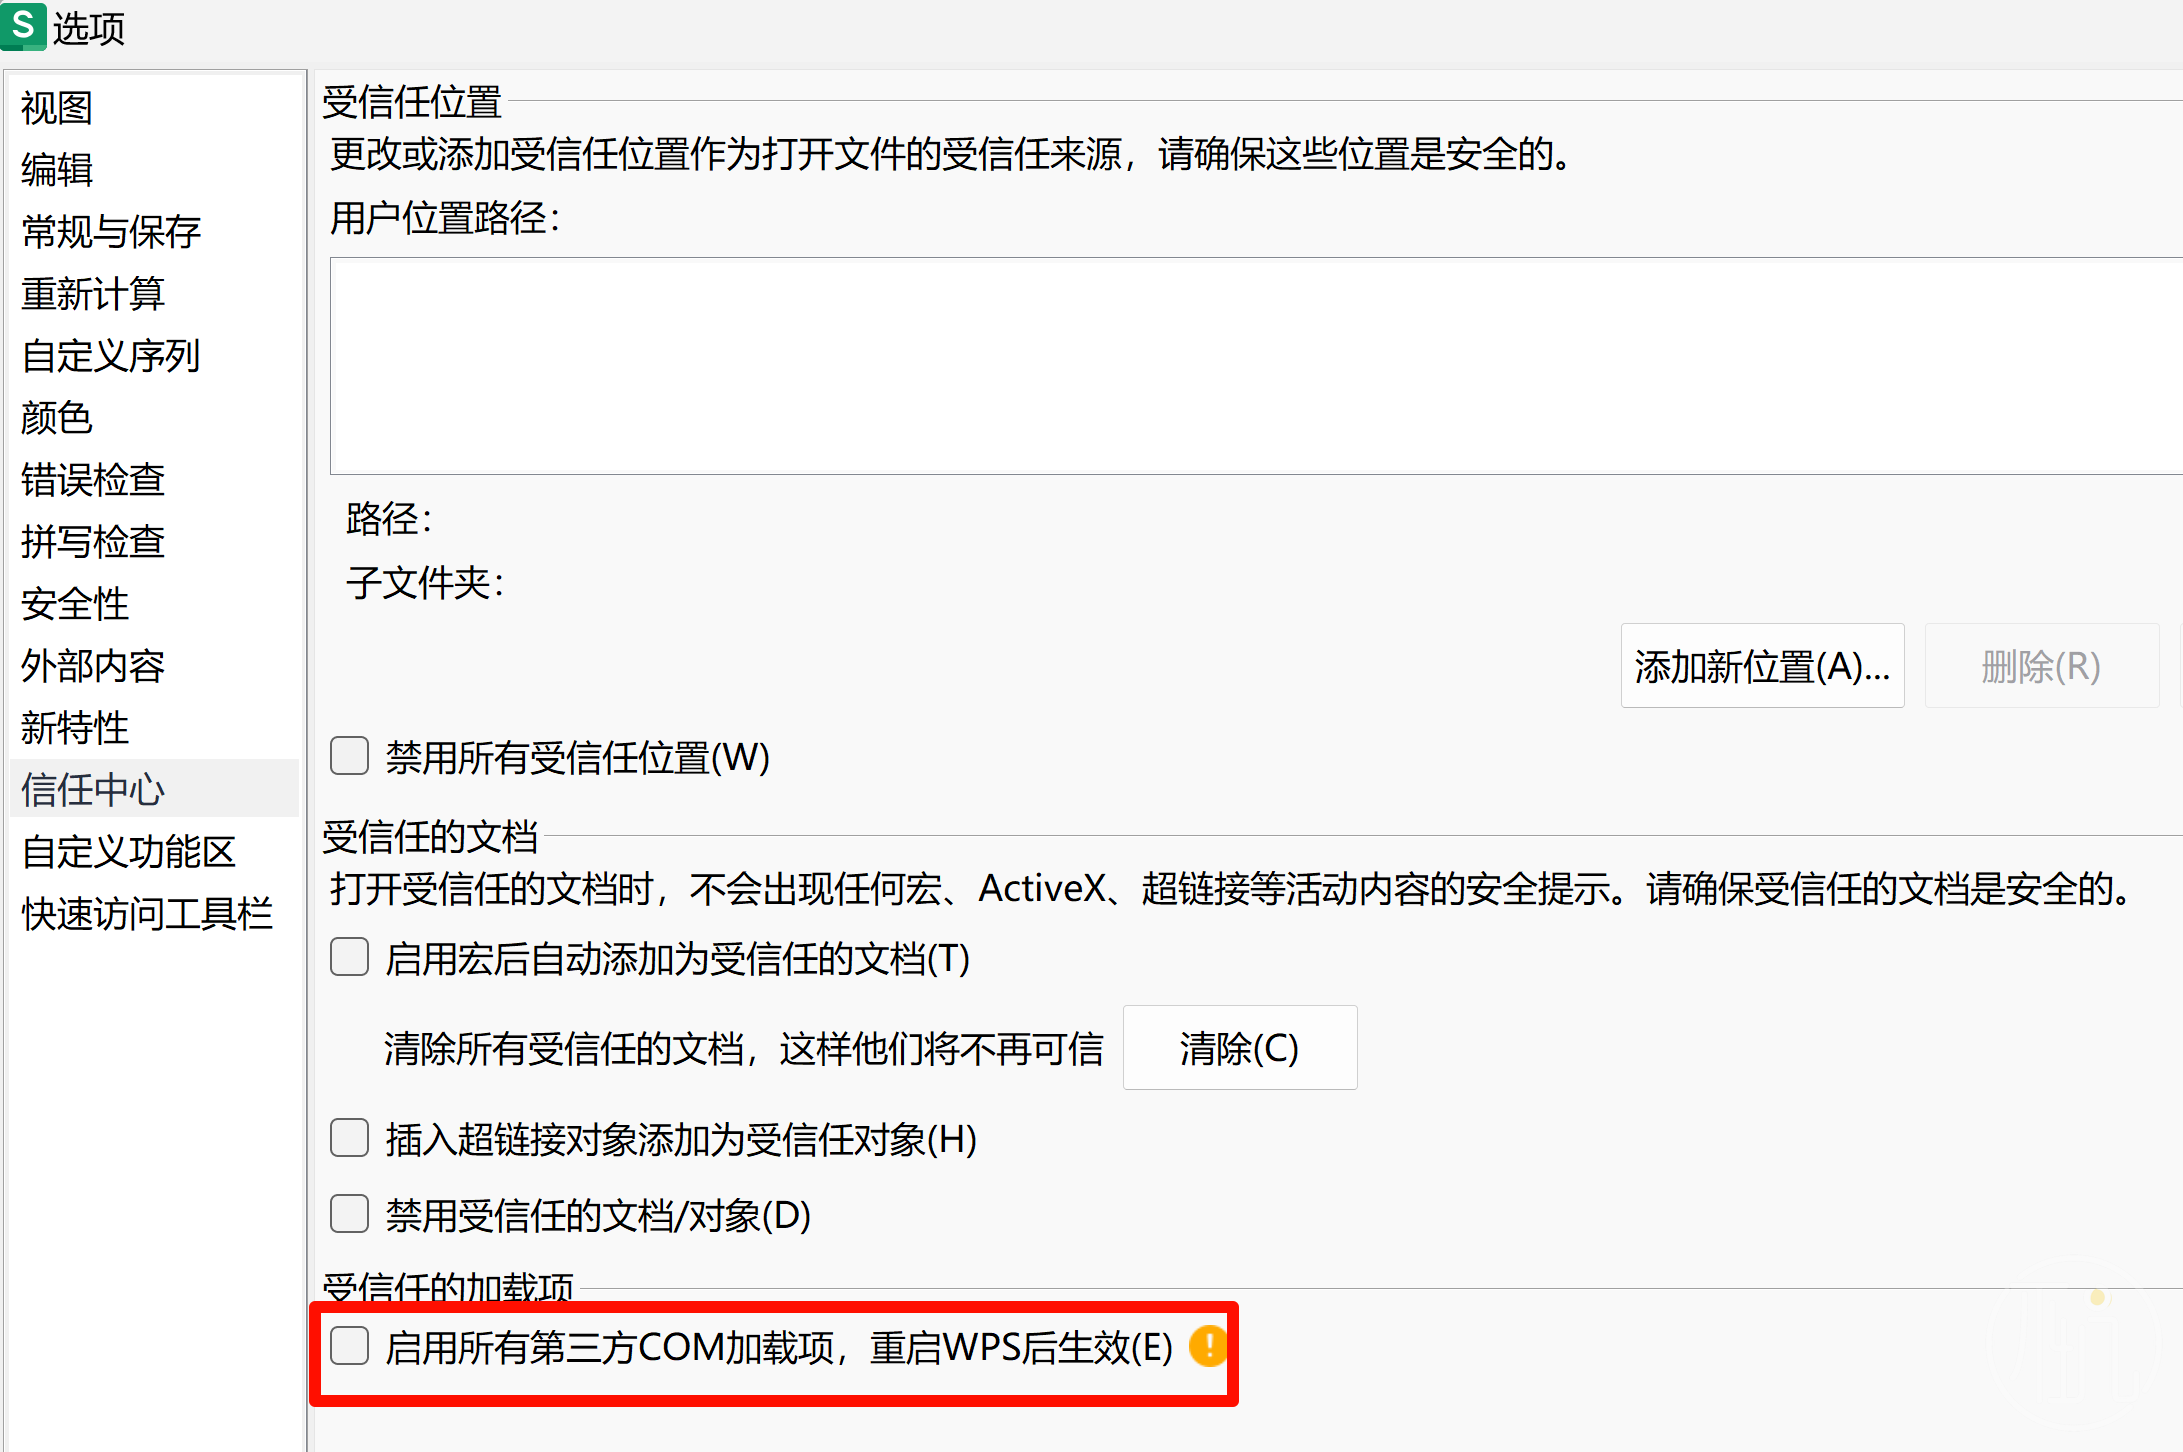 S 选项
视图
编辑
常规与保存
重新计算
自定义序列
颜色
错误检查
拼写检查
安全性
外部内容
新特性
信任中心
自定义功能区
快速访问工具栏
受信任位置
更改或添加受信任位置作为打开文件的受信任来源，请确保这些位置是安全的。
用户位置路径：
路径：
子文件夹：
添加新位置(A)... 删除(R)
禁用所有受信任位置(W)
受信任的文档
打开受信任的文档时，不会出现任何宏、ActiveX、超链接等活动内容的安全提示。请确保受信任的文档是安全的。
启用宏后自动添加为受信任的文档(T)
清除所有受信任的文档，这样他们将不再可信 清除(C)
插入超链接对象添加为受信任对象(H)
禁用受信任的文档/对象(D)
受信任的加载项
启用所有第三方COM加载项，重启WPS后生效(E) !